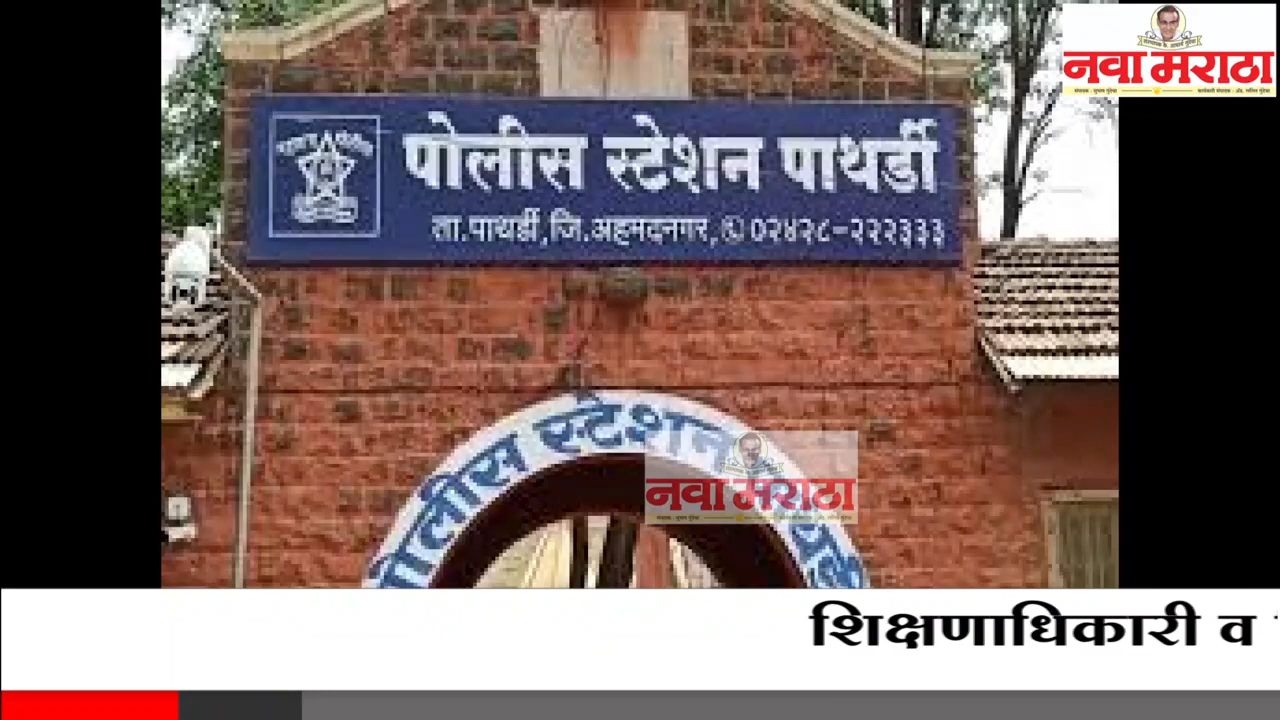 नवा मराठा
पोलीस स्टेशन पाथर्डी
ता.पाथर्डी,जि.अहमदनगर, ०२४२८-२२२३३३
पोलीस स्टेशन
नवा मराठा
शिक्षणाधिकारी व